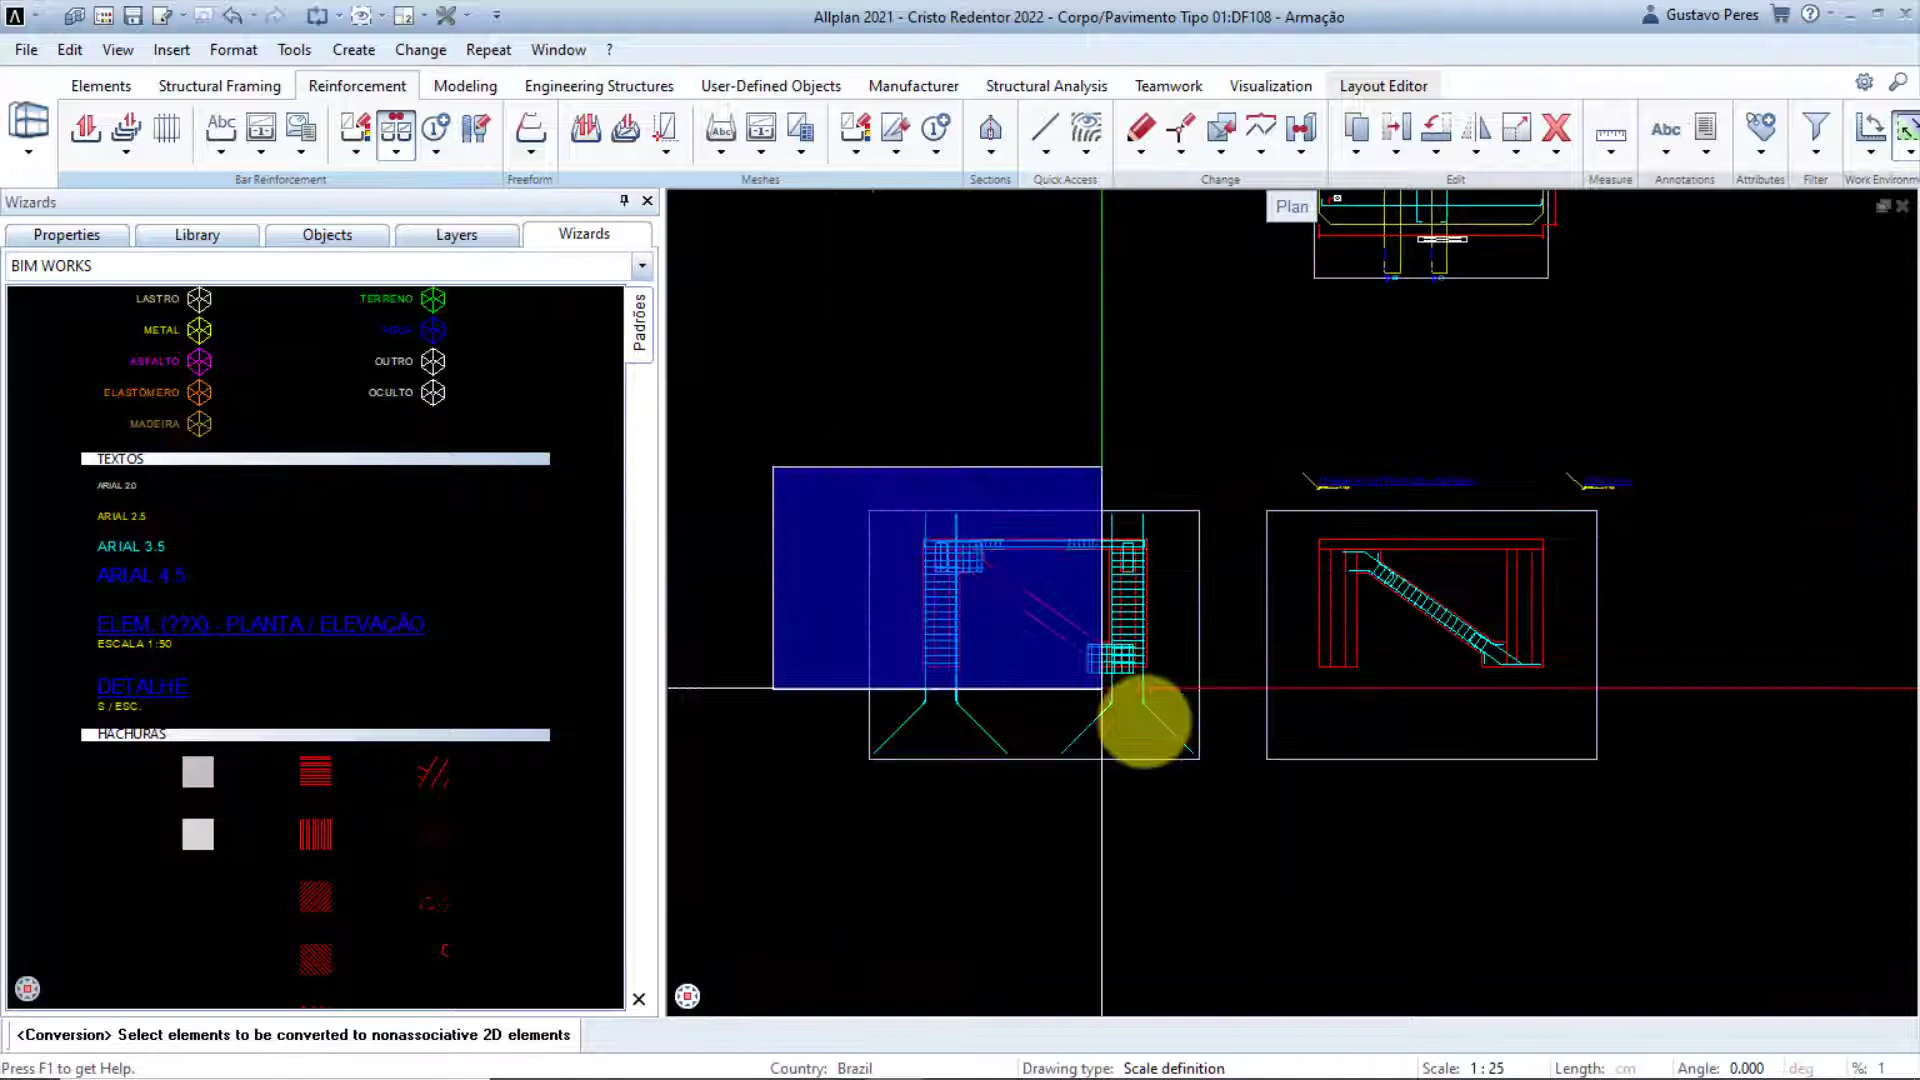 Allplan 2021 - Cristo Redentor 2022 - Corpo/Pavimento Tipo 01:DF108 - Armação
Gustavo Peres
File Edit View Insert Format Tools Create Change Repeat Window ?
Elements Structural Framing Reinforcement Modeling Engineering Structures User-Defined Objects Manufacturer Structural Analysis Teamwork Visualization Layout Editor
Abc
Abc
Abc
Bar Reinforcement Freeform Meshes Sections Quick Access Change Edit Measure Annotations Attributes Filter Work Environm
Wizards
Plan
Properties Library Objects Layers Wizards
BIM WORKS
Padrões
LASTRO TERRENO
METAL ÁGUA
ASFALTO OUTRO
ELASTÔMERO OCULTO
MADEIRA
TEXTOS
ARIAL 2.0
ARIAL 2.5
ARIAL 3.5
ARIAL 4.5
ELEM. (??X) - PLANTA / ELEVAÇÃO
ESCALA 1:50
DETALHE
S / ESC.
HACHURAS
<Conversion> Select elements to be converted to nonassociative 2D elements
Press F1 to get Help. Country: Brazil Drawing type: Scale definition Scale: 1 : 25 Length: cm Angle: 0.000 deg %: 1